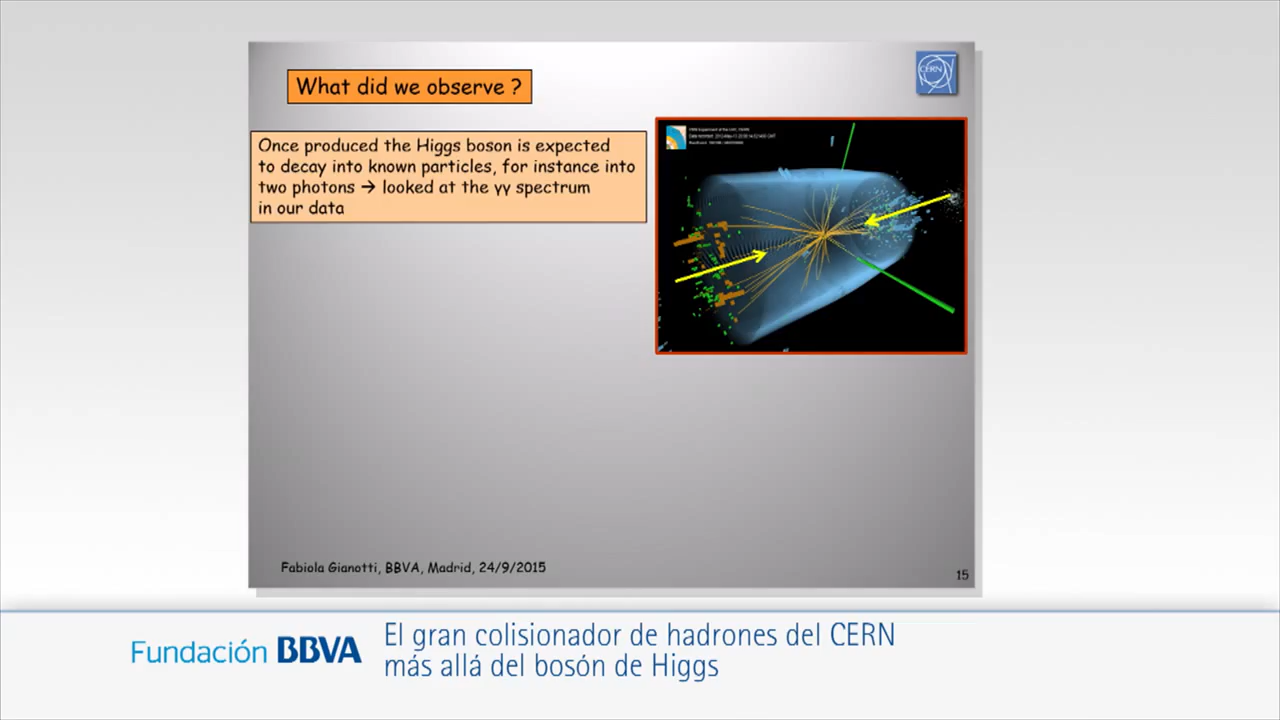 What did we observe ?
CERN
Once produced the Higgs boson is expected
to decay into known particles, for instance into
two photons → looked at the γγ spectrum
in our data
Fabiola Gianotti, BBVA, Madrid, 24/9/2015
15
Fundación BBVA
El gran colisionador de hadrones del CERN
más allá del bosón de Higgs